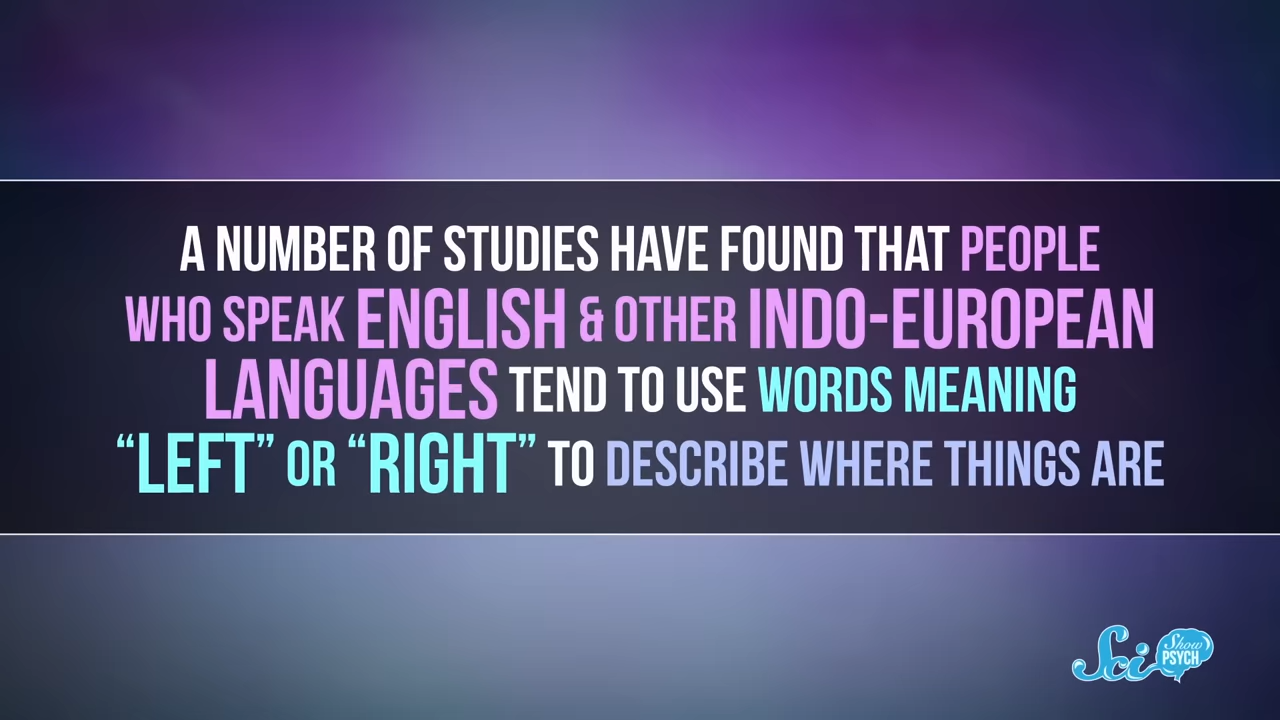 A NUMBER OF STUDIES HAVE FOUND THAT PEOPLE
WHO SPEAK ENGLISH & OTHER INDO-EUROPEAN
LANGUAGES TEND TO USE WORDS MEANING
“LEFT” OR “RIGHT” TO DESCRIBE WHERE THINGS ARE
Sci Show
PSYCH